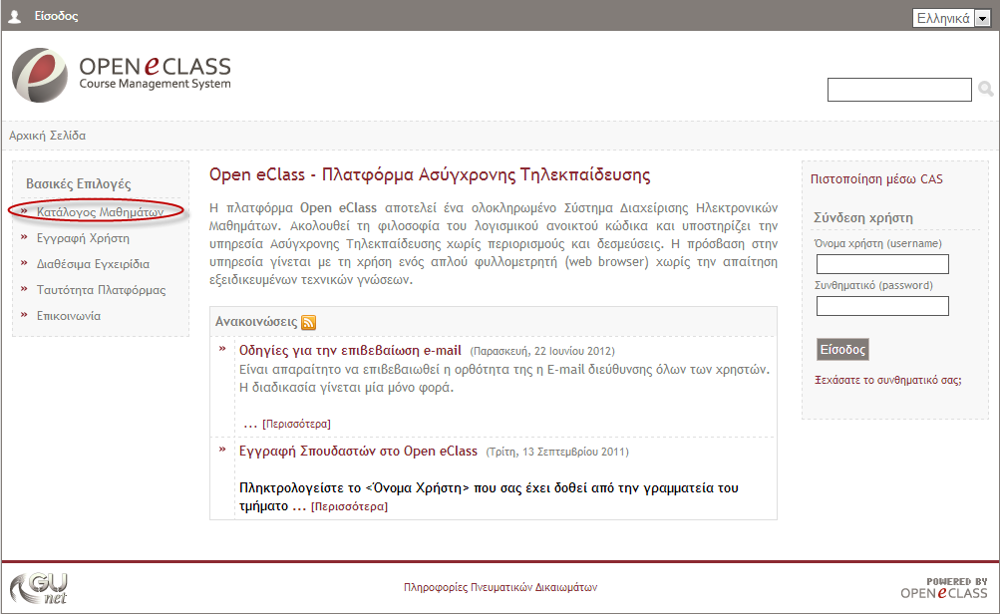 Είσοδος
Ελληνικά
OPEN eCLASS
Course Management System
Αρχική Σελίδα
Βασικές Επιλογές
» Κατάλογος Μαθημάτων
» Εγγραφή Χρήστη
» Διαθέσιμα Εγχειρίδια
» Ταυτότητα Πλατφόρμας
» Επικοινωνία
Open eClass - Πλατφόρμα Ασύγχρονης Τηλεκπαίδευσης
Η πλατφόρμα Open eClass αποτελεί ένα ολοκληρωμένο Σύστημα Διαχείρισης Ηλεκτρονικών
Μαθημάτων. Ακολουθεί τη φιλοσοφία του λογισμικού ανοικτού κώδικα και υποστηρίζει την
υπηρεσία Ασύγχρονης Τηλεκπαίδευσης χωρίς περιορισμούς και δεσμεύσεις. Η πρόσβαση στην
υπηρεσία γίνεται με τη χρήση ενός απλού φυλλομετρητή (web browser) χωρίς την απαίτηση
εξειδικευμένων τεχνικών γνώσεων.
Ανακοινώσεις
» Οδηγίες για την επιβεβαίωση e-mail (Παρασκευή, 22 Ιουνίου 2012)
Είναι απαραίτητο να επιβεβαιωθεί η ορθότητα της η E-mail διεύθυνσης όλων των χρηστών.
Η διαδικασία γίνεται μία μόνο φορά.
... [Περισσότερα]
» Εγγραφή Σπουδαστών στο Open eClass (Τρίτη, 13 Σεπτεμβρίου 2011)
Πληκτρολογείστε το <Όνομα Χρήστη> που σας έχει δοθεί από την γραμματεία του
τμήματο ... [Περισσότερα]
Πιστοποίηση μέσω CAS
Σύνδεση χρήστη
Όνομα χρήστη (username)
Συνθηματικό (password)
Είσοδος
Ξεχάσατε το συνθηματικό σας;
GU
net
Πληροφορίες Πνευματικών Δικαιωμάτων
POWERED BY
OPEN eCLASS